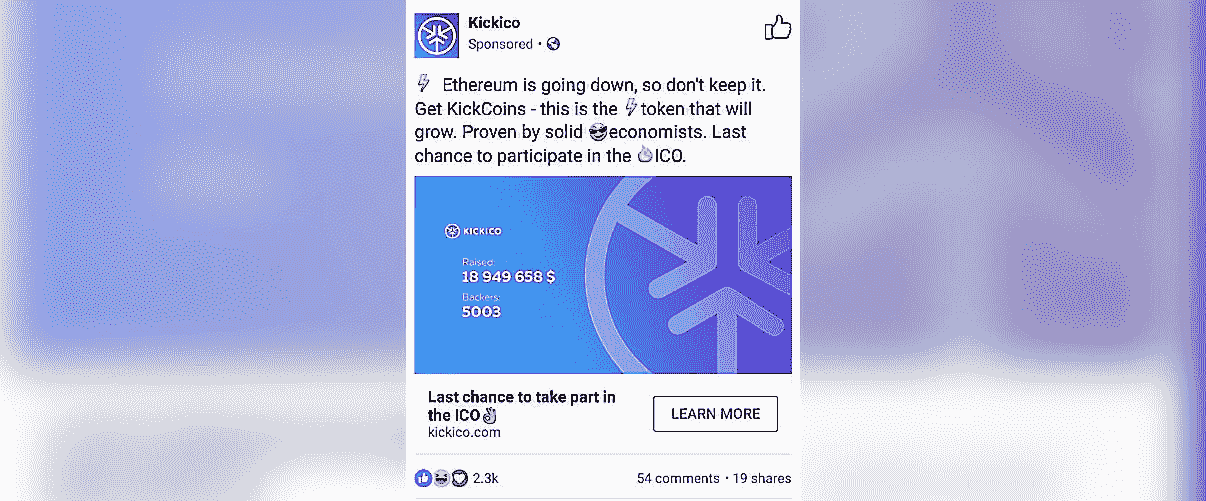 Kickico
Sponsored ·
⚡ Ethereum is going down, so don't keep it.
Get KickCoins - this is the ⚡token that will
grow. Proven by solid 😎economists. Last
chance to participate in the 👌ICO.
KICKICO
Raised:
18 949 658 $
Backers:
5003
Last chance to take part in
the ICO👌
kickico.com
LEARN MORE
2.3k
54 comments · 19 shares